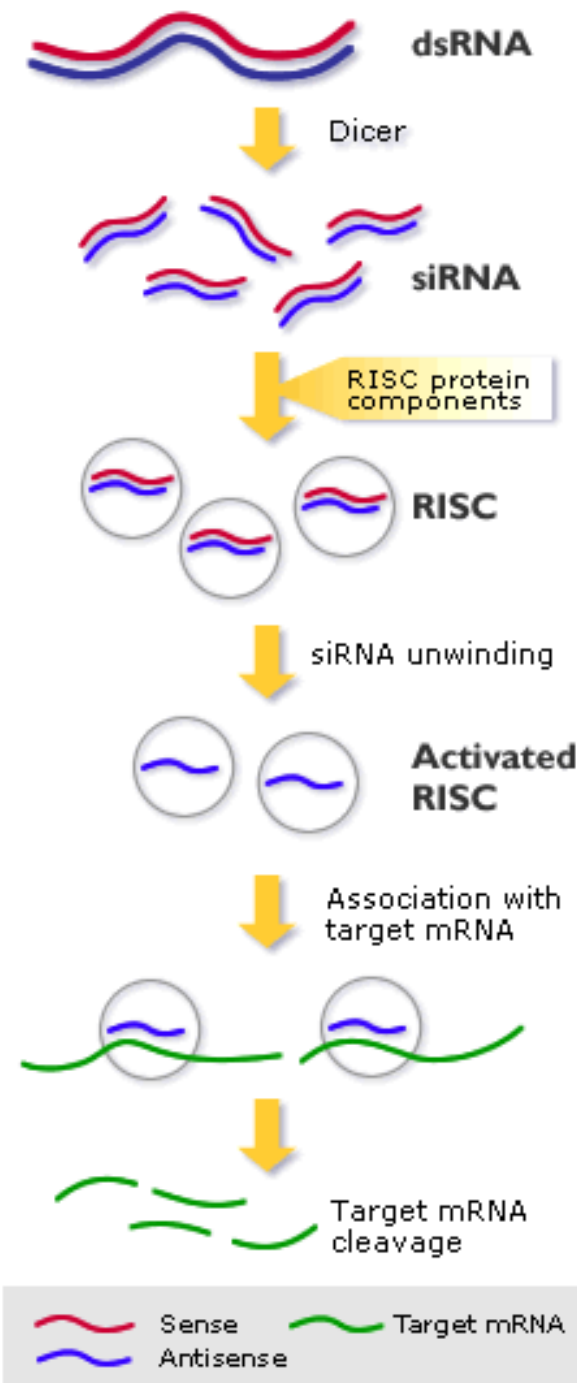 dsRNA
Dicer
siRNA
RISC protein
components
RISC
siRNA unwinding
Activated
RISC
Association with
target mRNA
Target mRNA
cleavage
Sense
Target mRNA
Antisense